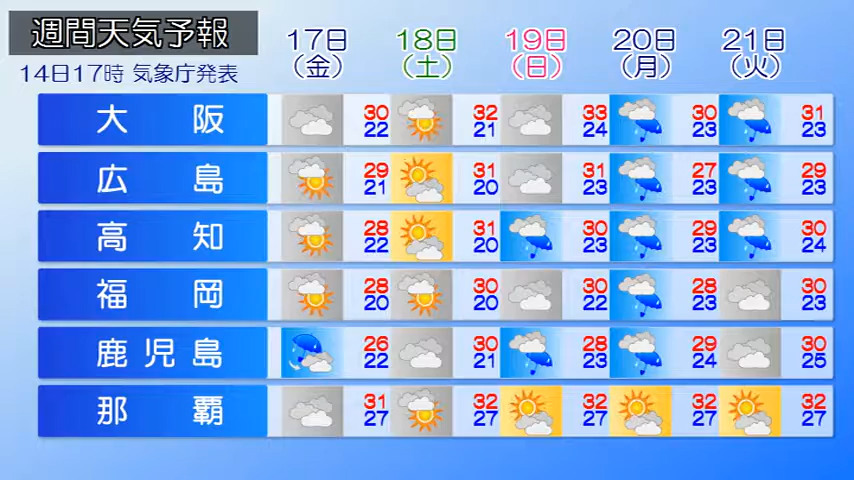 週間天気予報
14日17時 気象庁発表
17日 18日 19日 20日 21日
(金) (土) (日) (月) (火)
大阪 30 32 33 30 31
22 21 24 23 23
広島 29 31 31 27 29
21 20 23 23 23
高知 28 31 30 29 30
22 20 23 23 24
福岡 28 30 30 28 30
20 20 22 23 23
鹿児島 26 30 28 29 30
22 21 23 24 25
那覇 31 32 32 32 32
27 27 27 27 27